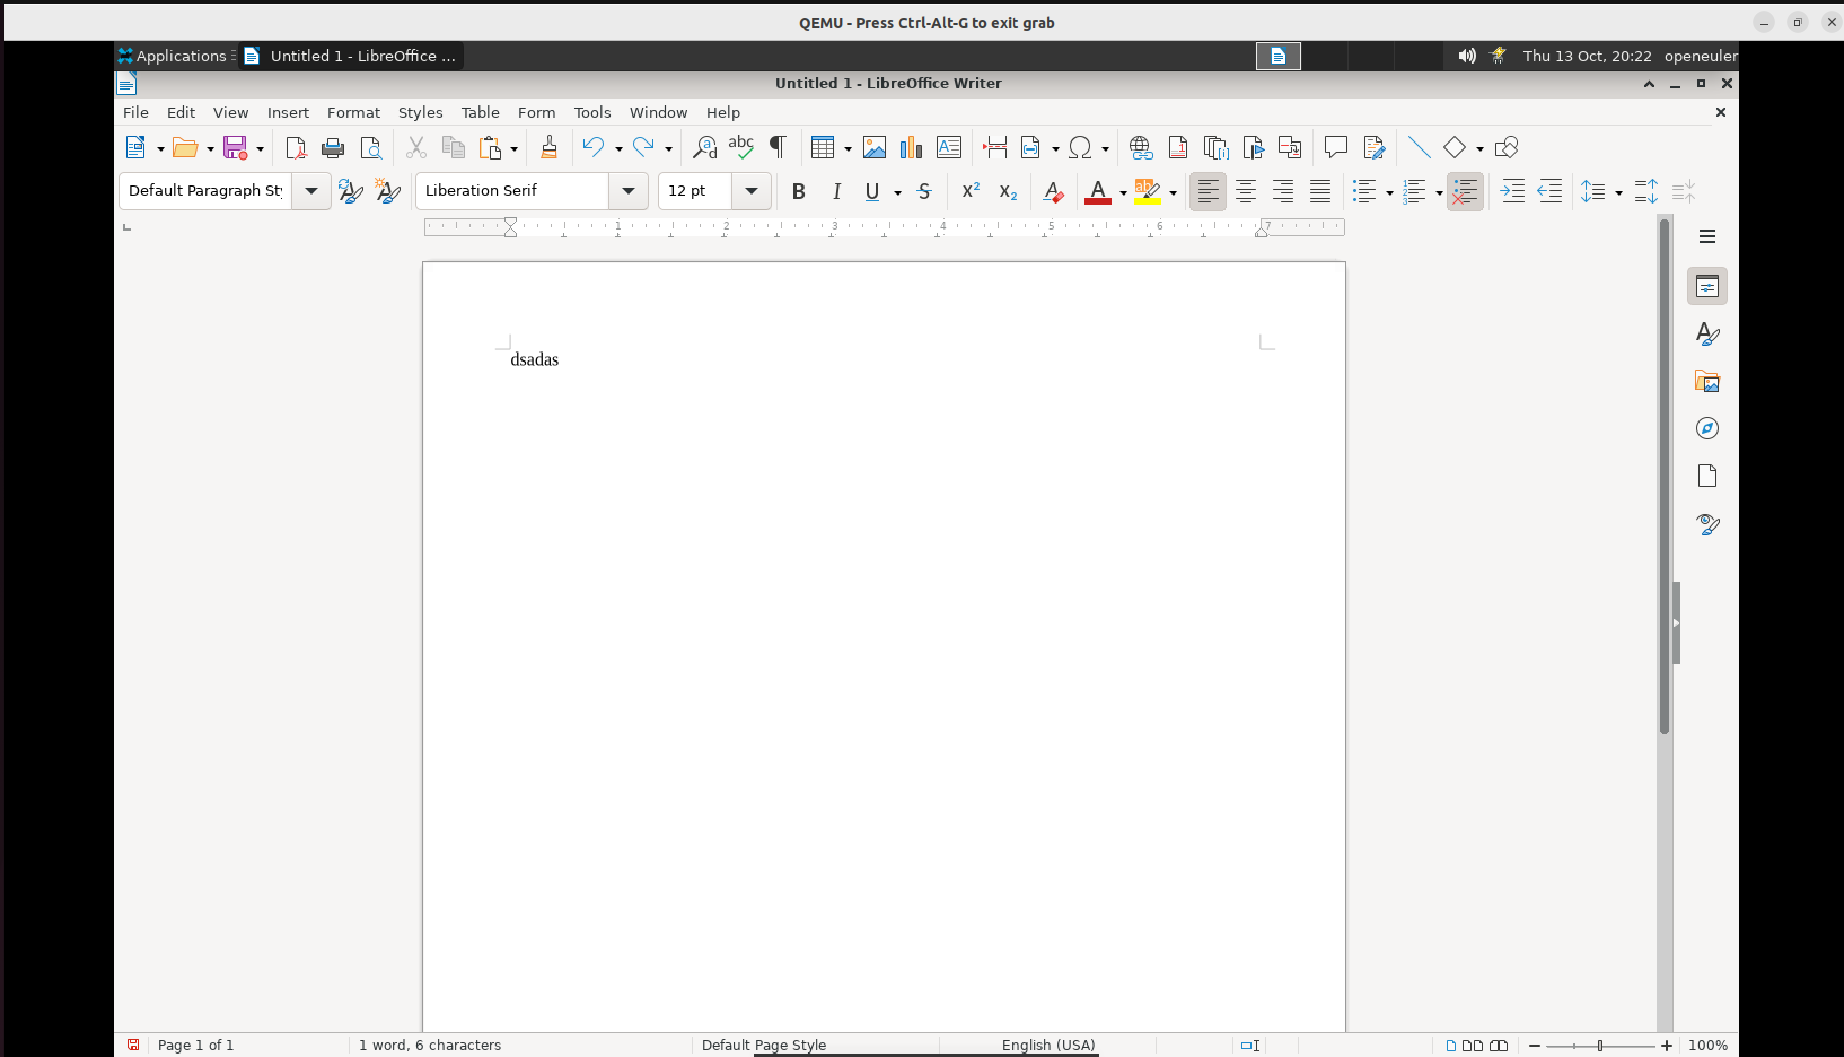 QEMU - Press Ctrl-Alt-G to exit grab
Applications Untitled 1 - LibreOffice ... Thu 13 Oct, 20:22 openeuler
Untitled 1 - LibreOffice Writer
File Edit View Insert Format Styles Table Form Tools Window Help
Default Paragraph St Liberation Serif 12 pt
1 2 3 4 5 6 7
dsadas
Page 1 of 1 1 word, 6 characters Default Page Style English (USA) 100%